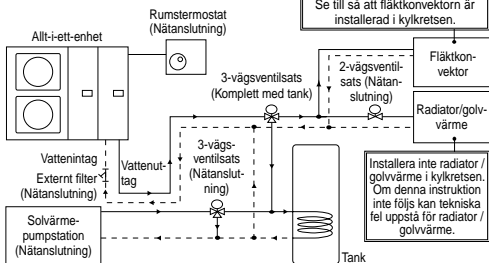 Se till så att fläktkonvektorn är
installerad i kylkretsen.
Rumstermostat
(Nätanslutning)
Allt-i-ett-enhet
3-vägsventilsats
(Komplett med tank)
2-vägsventil-
sats (Nätan-
slutning)
Fläktkon-
vektor
Radiator/golv-
värme
Vattenintag
Externt filter
(Nätanslutning)
Vattenut-
tag
3-vägs-
ventilsats
(Nätanslut-
ning)
Installera inte radiator /
golvvärme i kylkretsen.
Om denna instruktion
inte följs kan tekniska
fel uppstå för radiator /
golvvärme.
Solvärme-
pumpstation
(Nätanslutning)
Tank